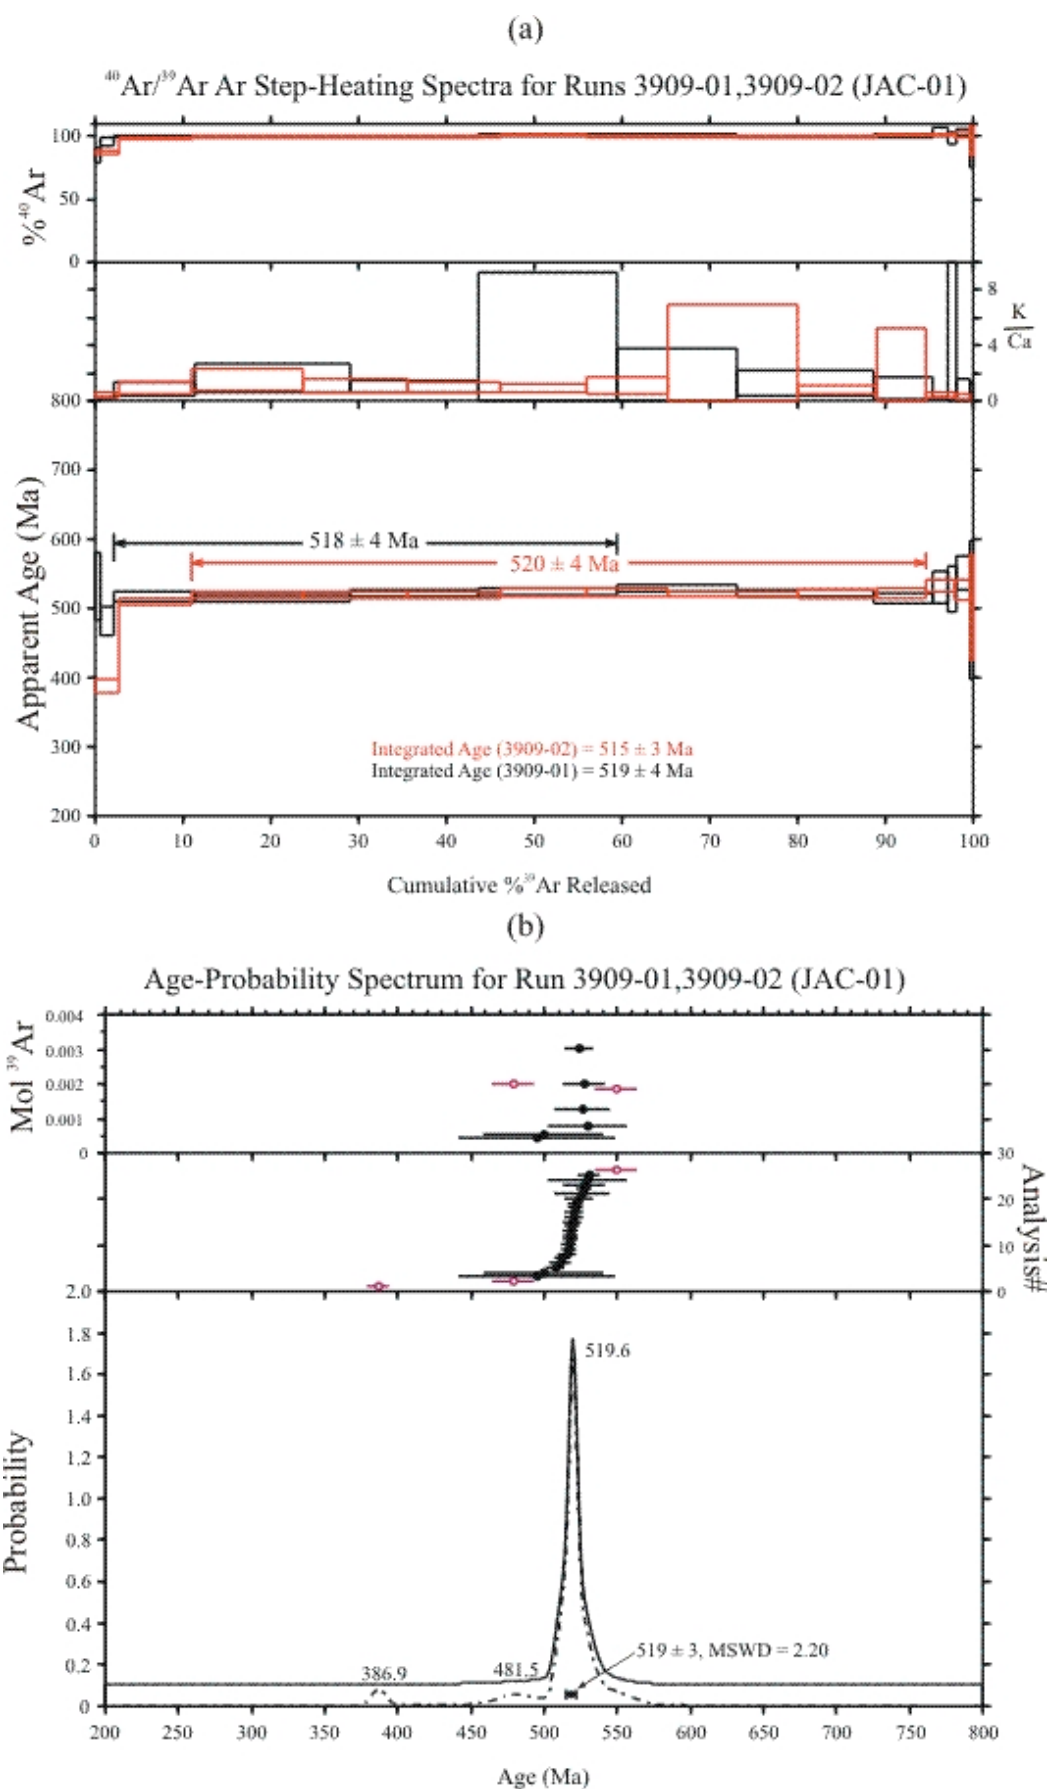 (a)
⁴⁰Ar/³⁹Ar Ar Step-Heating Spectra for Runs 3909-01,3909-02 (JAC-01)
100
50
0
%⁴⁰Ar
8
4
0
K
Ca
800
700
600
500
400
300
200
Apparent Age (Ma)
518 ± 4 Ma
520 ± 4 Ma
Integrated Age (3909-02) = 515 ± 3 Ma
Integrated Age (3909-01) = 519 ± 4 Ma
0 10 20 30 40 50 60 70 80 90 100
Cumulative %³⁹Ar Released
(b)
Age-Probability Spectrum for Run 3909-01,3909-02 (JAC-01)
0.004
0.003
0.002
0.001
0
Mol ³⁹Ar
30
20
10
0
Analysis#
2.0
1.8
1.6
1.4
1.2
1.0
0.8
0.6
0.4
0.2
0
Probability
519.6
519 ± 3, MSWD = 2.20
386.9
481.5
200 250 300 350 400 450 500 550 600 650 700 750 800
Age (Ma)